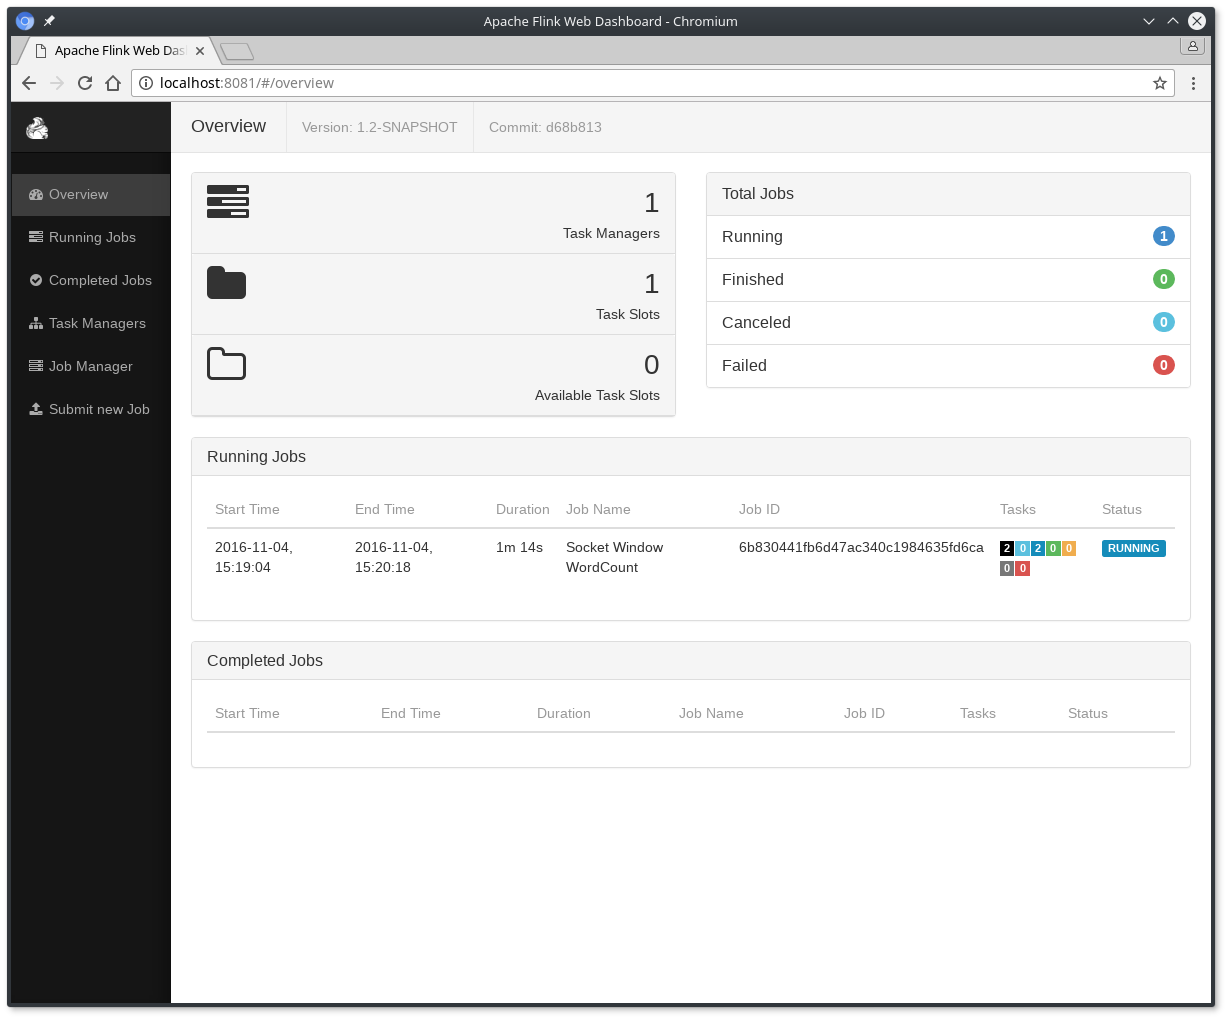 Apache Flink Web Dashboard - Chromium
Apache Flink Web Das
localhost:8081/#/overview
Overview
Version: 1.2-SNAPSHOT
Commit: d68b813
Overview
Running Jobs
Completed Jobs
Task Managers
Job Manager
Submit new Job
1
Task Managers
1
Task Slots
0
Available Task Slots
Total Jobs
Running 1
Finished 0
Canceled 0
Failed 0
Running Jobs
Start Time End Time Duration Job Name Job ID Tasks Status
2016-11-04, 2016-11-04, 1m 14s Socket Window 6b830441fb6d47ac340c1984635fd6ca 2 0 2 0 0 RUNNING
15:19:04 15:20:18 WordCount 0 0
Completed Jobs
Start Time End Time Duration Job Name Job ID Tasks Status